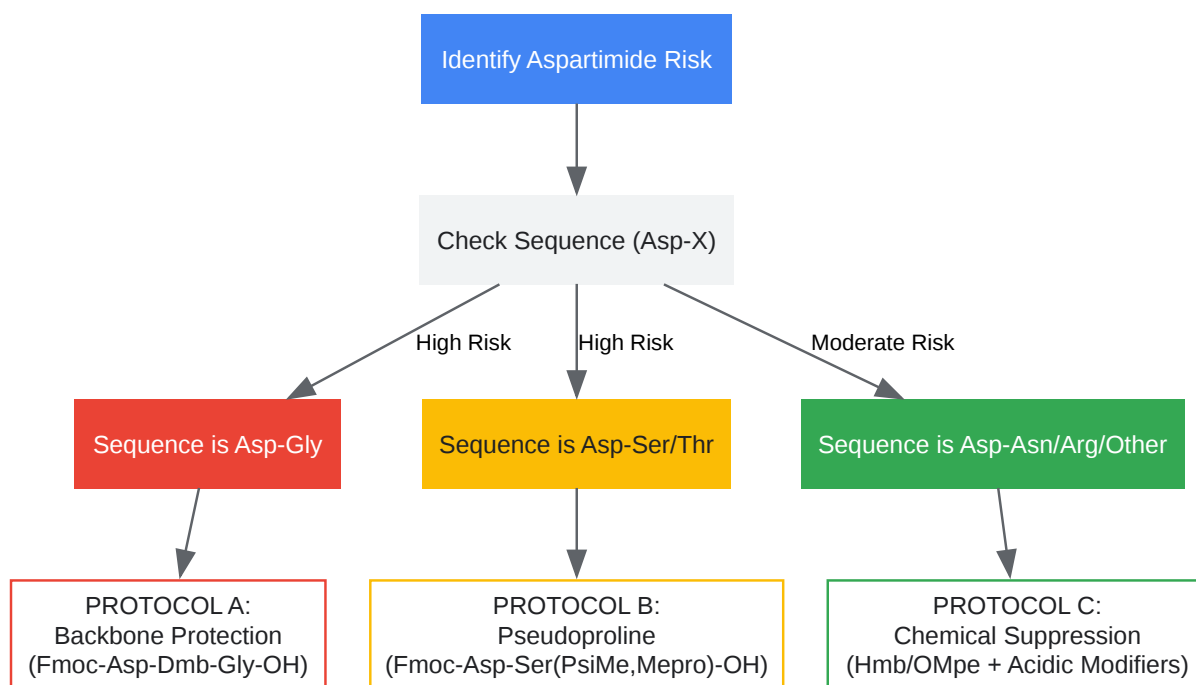 Identify Aspartimide Risk
Check Sequence (Asp-X)
High Risk
High Risk
Moderate Risk
Sequence is Asp-Gly
Sequence is Asp-Ser/Thr
Sequence is Asp-Asn/Arg/Other
PROTOCOL A:
Backbone Protection
(Fmoc-Asp-Dmb-Gly-OH)
PROTOCOL B:
Pseudoproline
(Fmoc-Asp-Ser(PsiMe,Mepro)-OH)
PROTOCOL C:
Chemical Suppression
(Hmb/OMpe + Acidic Modifiers)